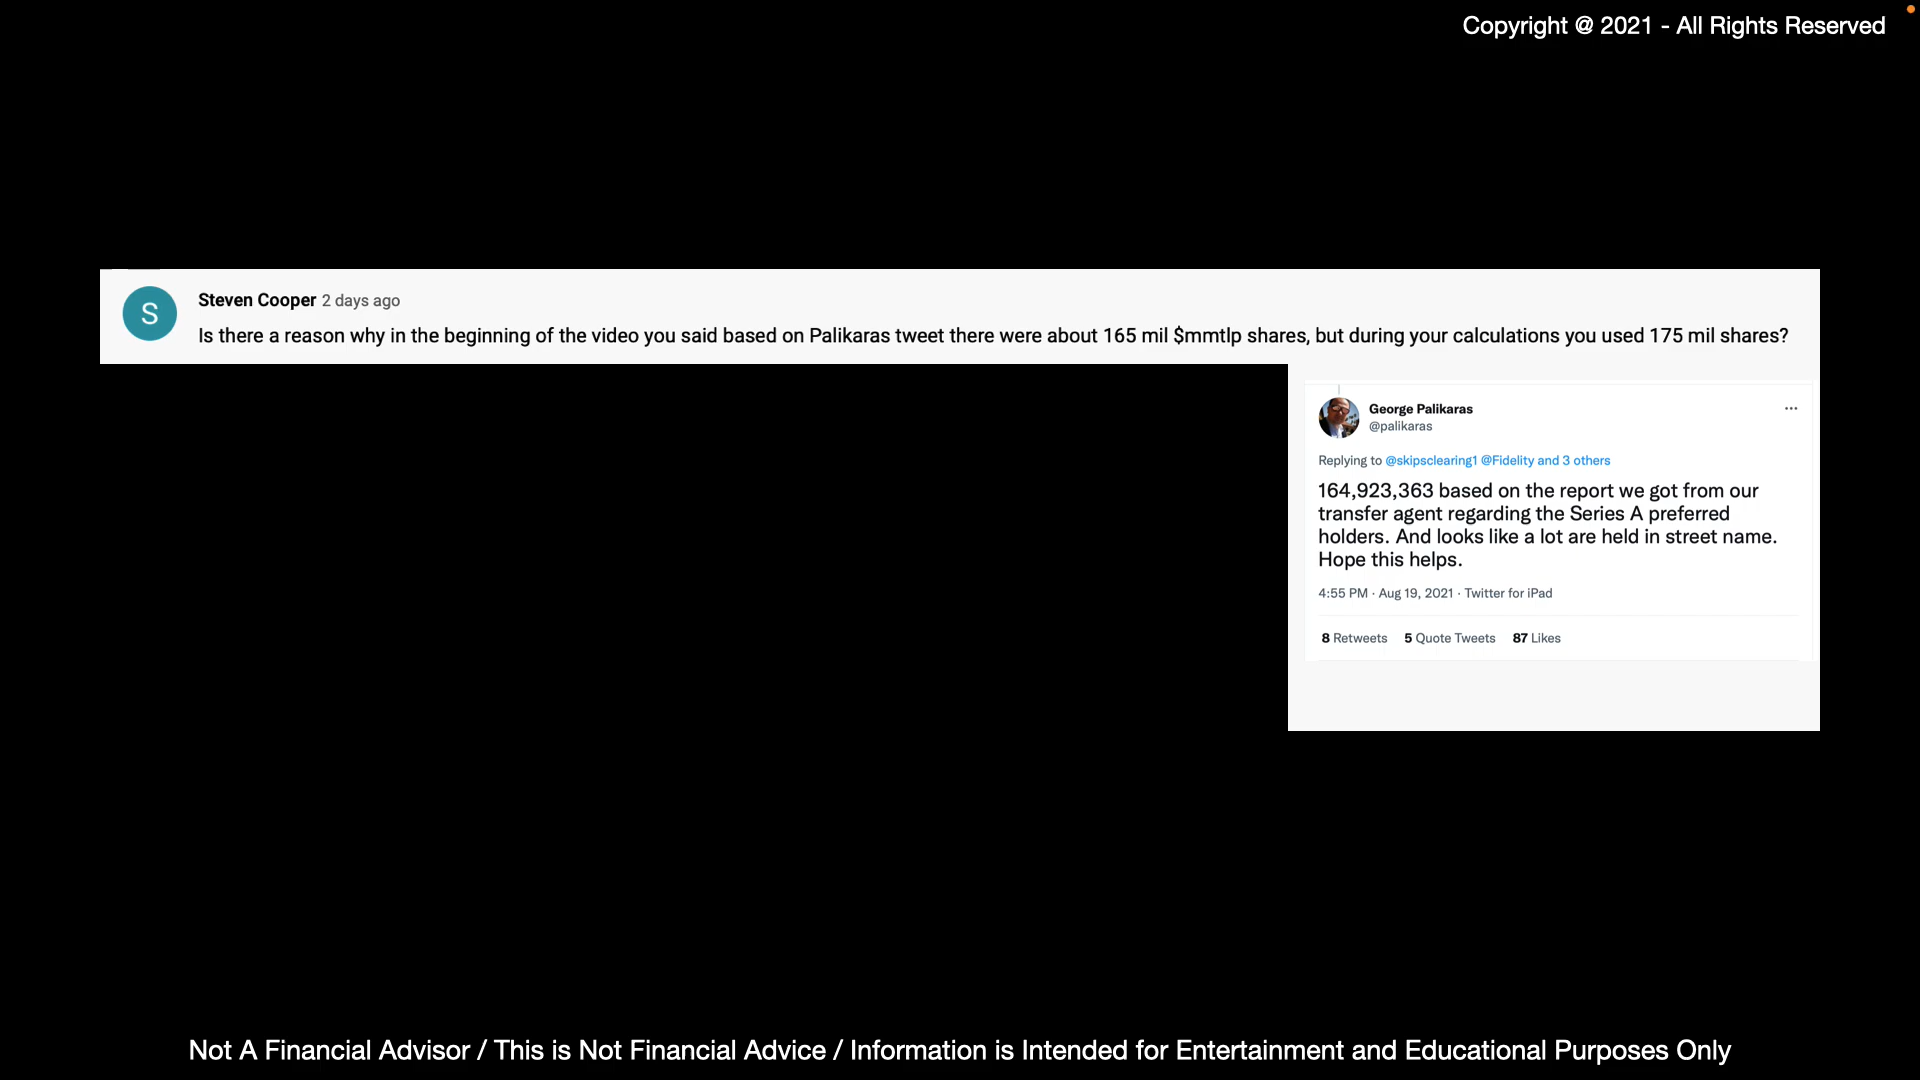 Copyright @ 2021 - All Rights Reserved
S
Steven Cooper 2 days ago
Is there a reason why in the beginning of the video you said based on Palikaras tweet there were about 165 mil $mmtlp shares, but during your calculations you used 175 mil shares?
George Palikaras
@palikaras
Replying to @skipsclearing1 @Fidelity and 3 others
164,923,363 based on the report we got from our
transfer agent regarding the Series A preferred
holders. And looks like a lot are held in street name.
Hope this helps.
4:55 PM · Aug 19, 2021 · Twitter for iPad
8 Retweets 5 Quote Tweets 87 Likes
Not A Financial Advisor / This is Not Financial Advice / Information is Intended for Entertainment and Educational Purposes Only